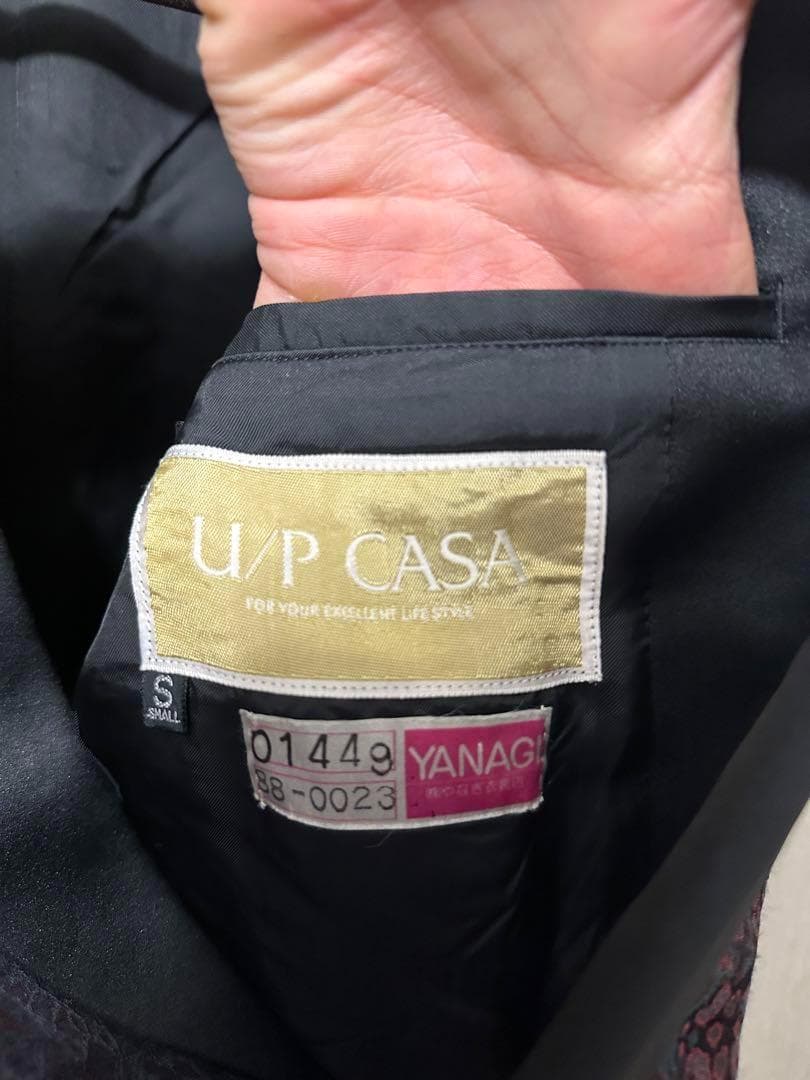 U/P CASA
FOR YOUR EXCELLENT LIFE STYLE
S
SMALL
01449
88-0023
YANAGI